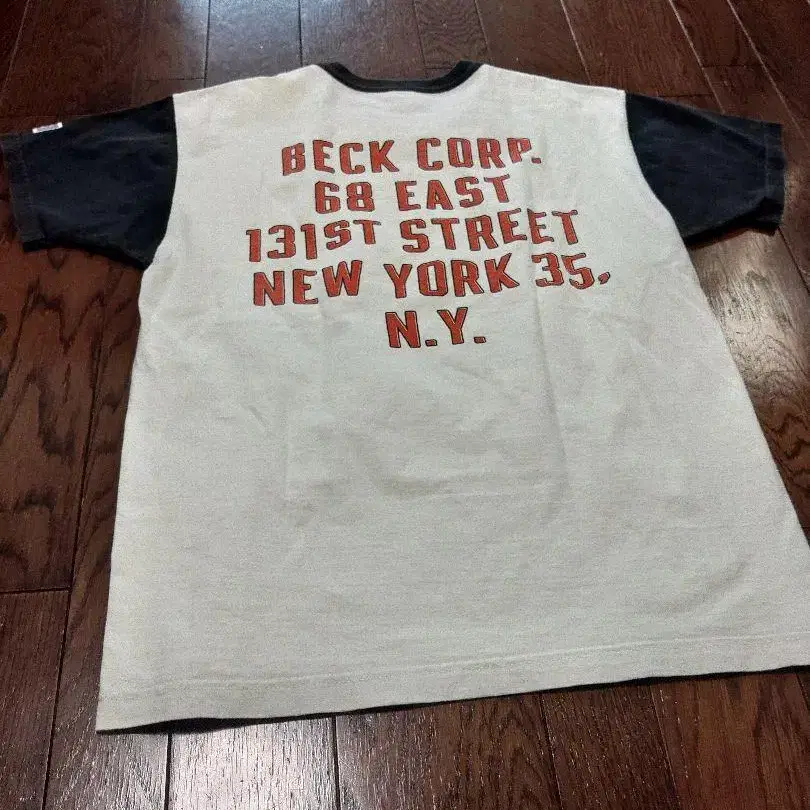 BECK CORP.
68 EAST
131ST STREET
NEW YORK 35,
N.Y.